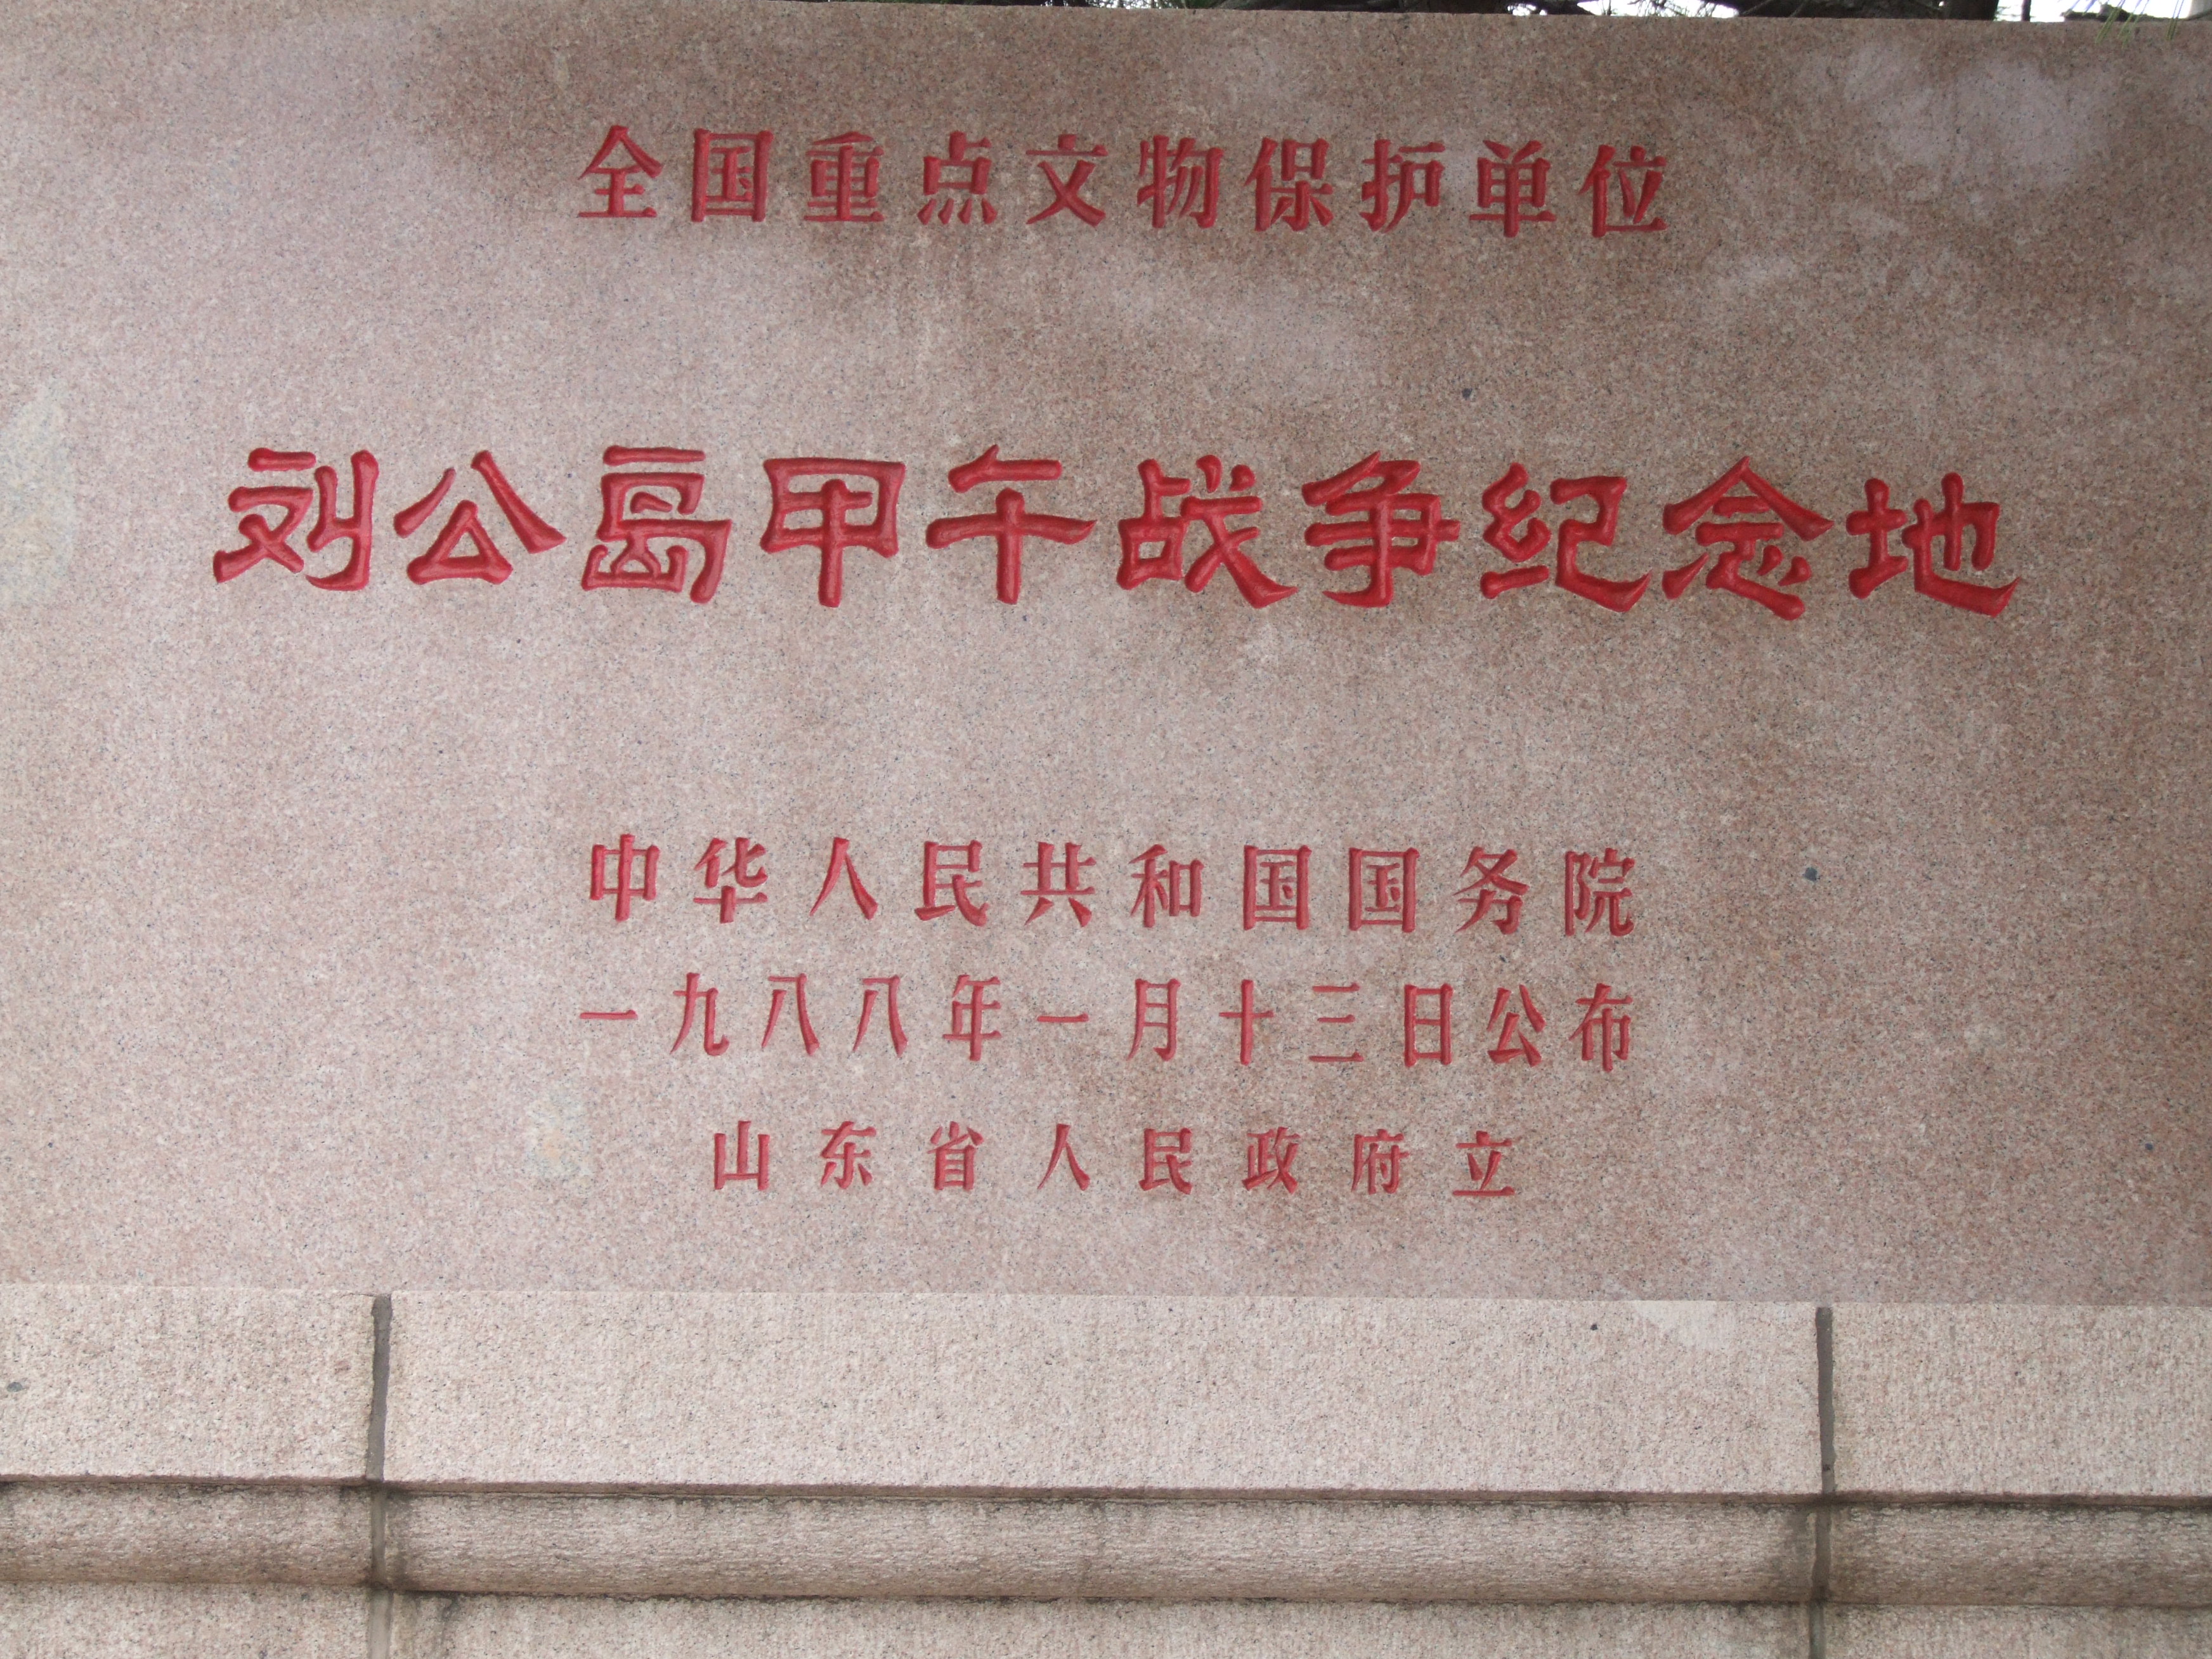 全国重点文物保护单位
刘公岛甲午战争纪念地
中华人民共和国国务院
一九八八年一月十三日公布
山东省人民政府立